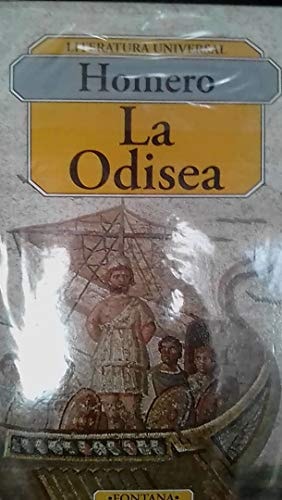 LITERATURA UNIVERSAL
Homero
La
Odisea
•FONTANA•